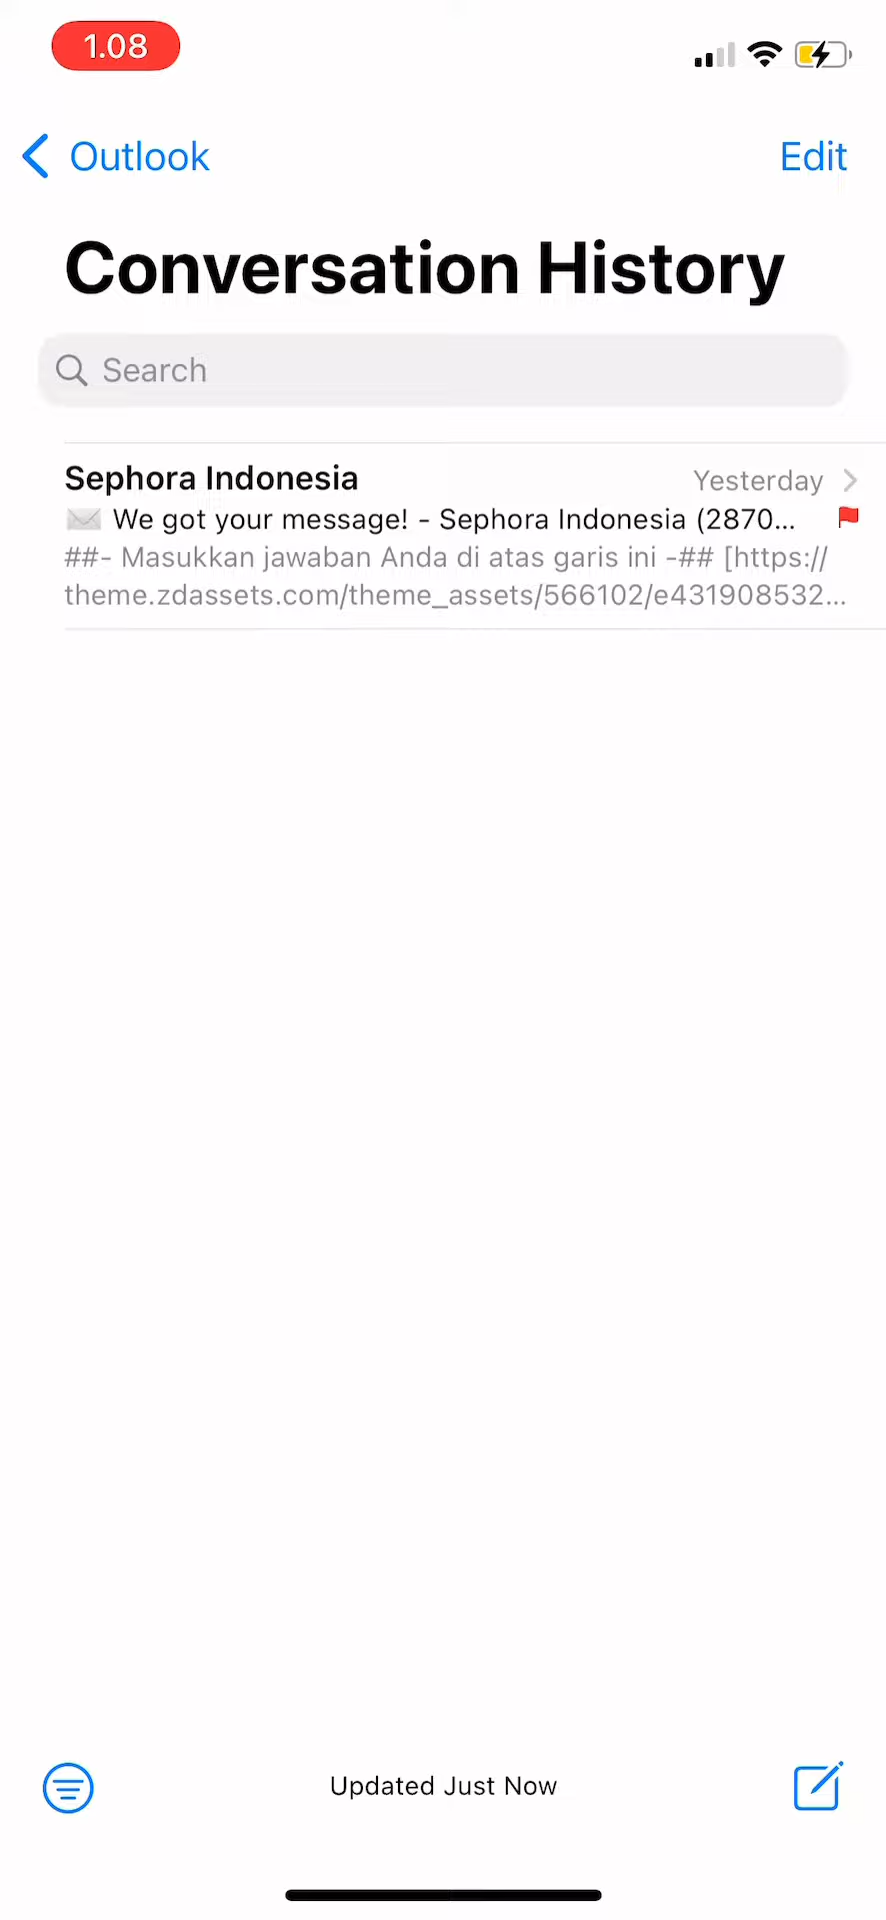 1.08
Outlook
Edit
Conversation History
Search
Sephora Indonesia
Yesterday
We got your message! - Sephora Indonesia (2870...
##- Masukkan jawaban Anda di atas garis ini -## [https://
theme.zdassets.com/theme_assets/566102/e431908532...
Updated Just Now